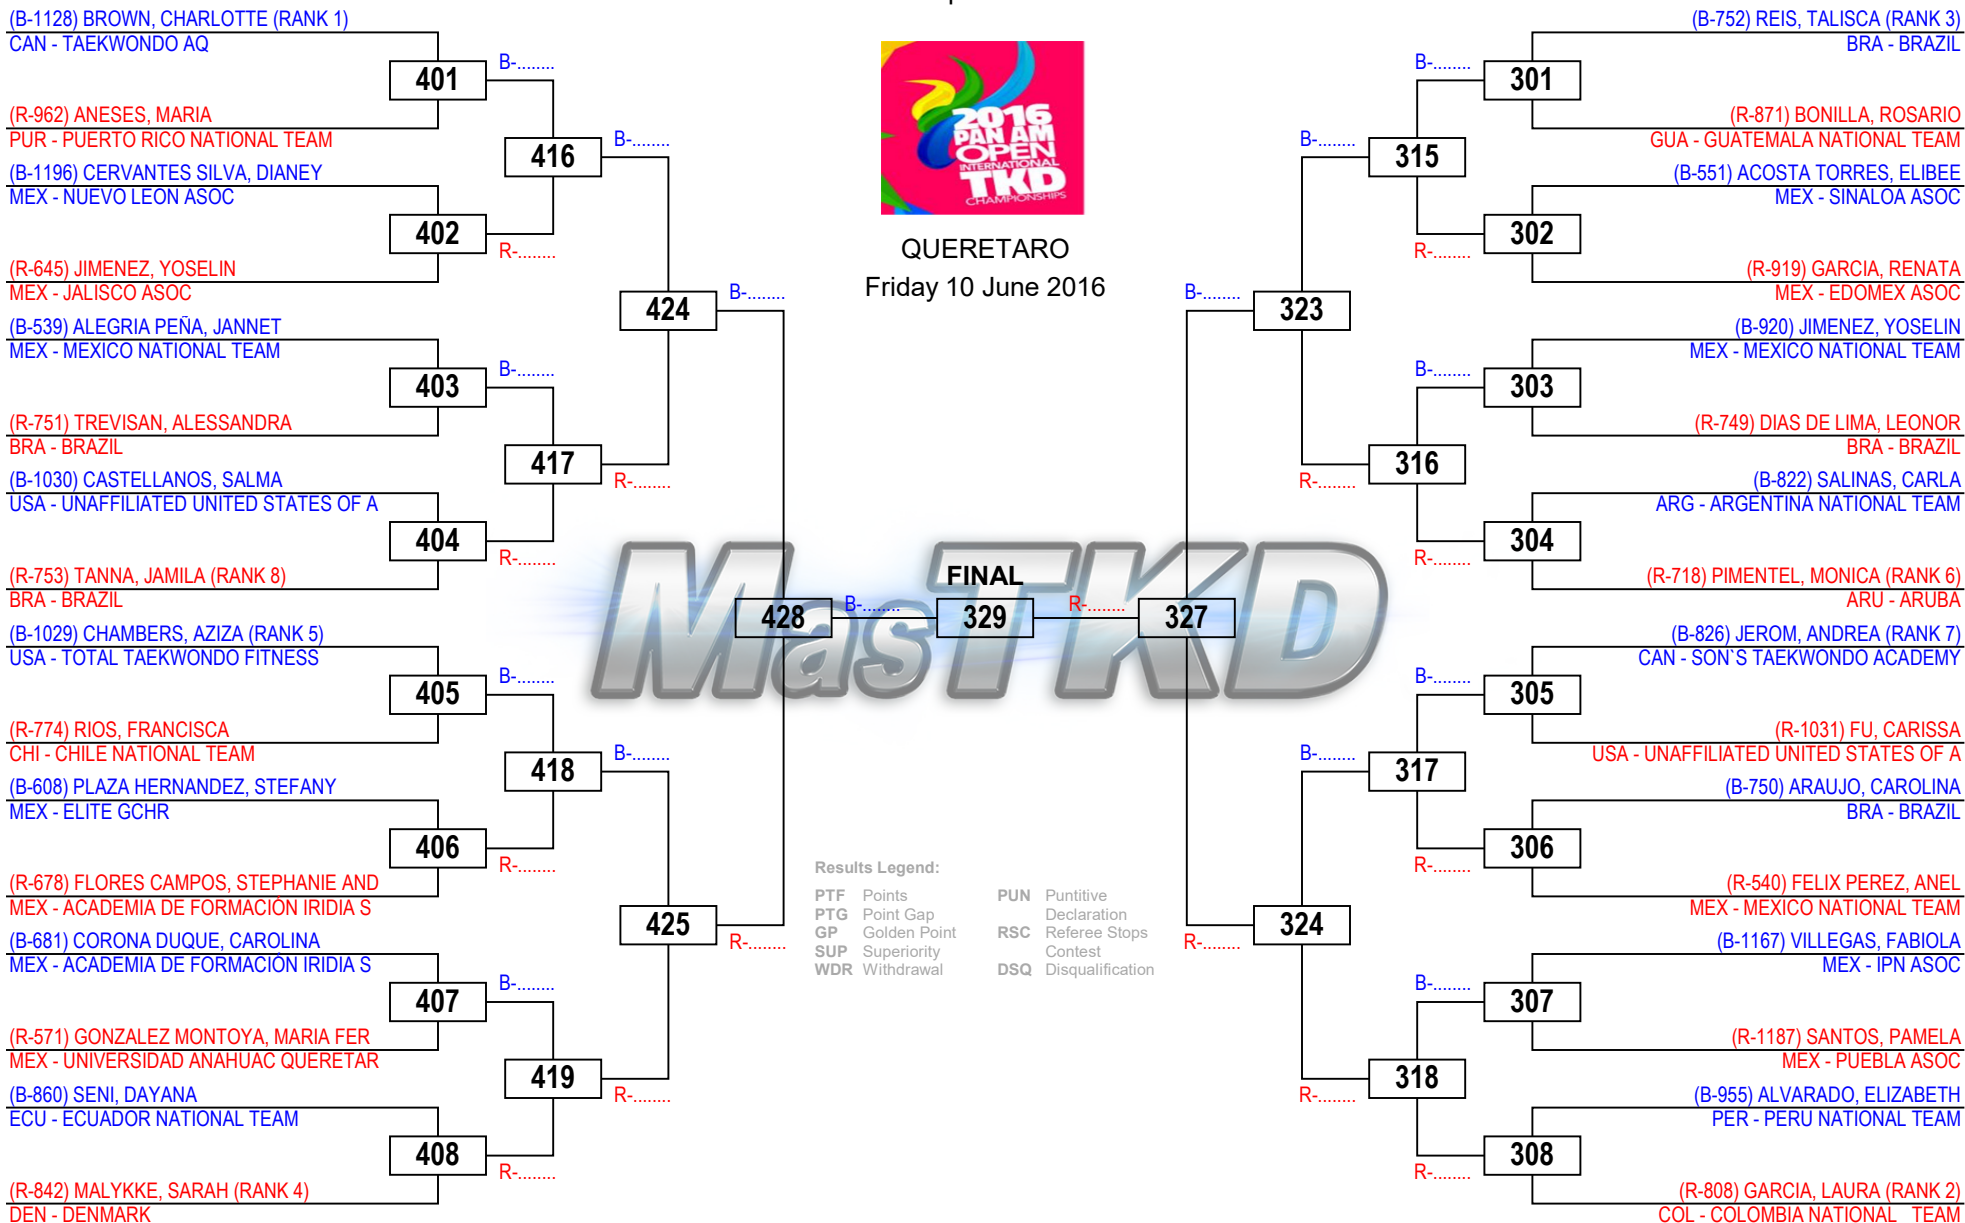 (B-1128) BROWN, CHARLOTTE (RANK 1)
CAN - TAEKWONDO AQ
401
(R-962) ANESES, MARIA
PUR - PUERTO RICO NATIONAL TEAM
(B-1196) CERVANTES SILVA, DIANEY
MEX - NUEVO LEON ASOC
402
(R-645) JIMENEZ, YOSELIN
MEX - JALISCO ASOC
(B-539) ALEGRIA PEÑA, JANNET
MEX - MEXICO NATIONAL TEAM
403
(R-751) TREVISAN, ALESSANDRA
BRA - BRAZIL
(B-1030) CASTELLANOS, SALMA
USA - UNAFFILIATED UNITED STATES OF A
404
(R-753) TANNA, JAMILA (RANK 8)
BRA - BRAZIL
(B-1029) CHAMBERS, AZIZA (RANK 5)
USA - TOTAL TAEKWONDO FITNESS
405
(R-774) RIOS, FRANCISCA
CHI - CHILE NATIONAL TEAM
(B-608) PLAZA HERNANDEZ, STEFANY
MEX - ELITE GCHR
406
(R-678) FLORES CAMPOS, STEPHANIE AND
MEX - ACADEMIA DE FORMACIÓN IRIDIA S
(B-681) CORONA DUQUE, CAROLINA
MEX - ACADEMIA DE FORMACIÓN IRIDIA S
407
(R-571) GONZALEZ MONTOYA, MARIA FER
MEX - UNIVERSIDAD ANAHUAC QUERETAR
(B-860) SENI, DAYANA
ECU - ECUADOR NATIONAL TEAM
408
(R-842) MALYKKE, SARAH (RANK 4)
DEN - DENMARK
B-........
416
R-........
B-........
417
R-........
B-........
418
R-........
B-........
419
R-........
B-........
424
R-........
B-........
425
R-........
B-........
428
R-........
2016
PAN AM
OPEN
INTERNATIONAL
TKD
CHAMPIONSHIPS
QUERETARO
Friday 10 June 2016
MasTKD
FINAL
B-........
329
R-........
Results Legend:
PTF Points
PTG Point Gap
GP Golden Point
SUP Superiority
WDR Withdrawal
PUN Puntitive
Declaration
RSC Referee Stops
Contest
DSQ Disqualification
B-........
327
R-........
B-........
323
R-........
B-........
324
R-........
B-........
315
R-........
B-........
316
R-........
B-........
317
R-........
B-........
318
R-........
(B-752) REIS, TALISCA (RANK 3)
BRA - BRAZIL
301
(R-871) BONILLA, ROSARIO
GUA - GUATEMALA NATIONAL TEAM
(B-551) ACOSTA TORRES, ELIBEE
MEX - SINALOA ASOC
302
(R-919) GARCIA, RENATA
MEX - EDOMEX ASOC
(B-920) JIMENEZ, YOSELIN
MEX - MEXICO NATIONAL TEAM
303
(R-749) DIAS DE LIMA, LEONOR
BRA - BRAZIL
(B-822) SALINAS, CARLA
ARG - ARGENTINA NATIONAL TEAM
304
(R-718) PIMENTEL, MONICA (RANK 6)
ARU - ARUBA
(B-826) JEROM, ANDREA (RANK 7)
CAN - SON`S TAEKWONDO ACADEMY
305
(R-1031) FU, CARISSA
USA - UNAFFILIATED UNITED STATES OF A
(B-750) ARAUJO, CAROLINA
BRA - BRAZIL
306
(R-540) FELIX PEREZ, ANEL
MEX - MEXICO NATIONAL TEAM
(B-1167) VILLEGAS, FABIOLA
MEX - IPN ASOC
307
(R-1187) SANTOS, PAMELA
MEX - PUEBLA ASOC
(B-955) ALVARADO, ELIZABETH
PER - PERU NATIONAL TEAM
308
(R-808) GARCIA, LAURA (RANK 2)
COL - COLOMBIA NATIONAL TEAM